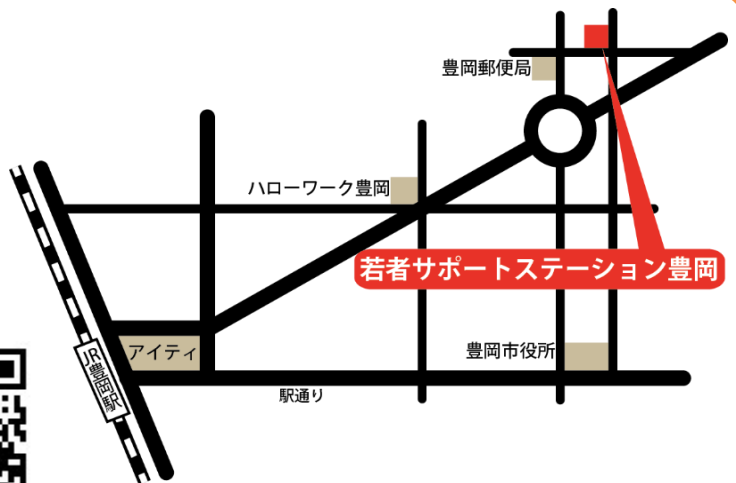 豊岡郵便局
ハローワーク豊岡
若者サポートステーション豊岡
アイティ
豊岡市役所
JR豊岡駅
駅通り